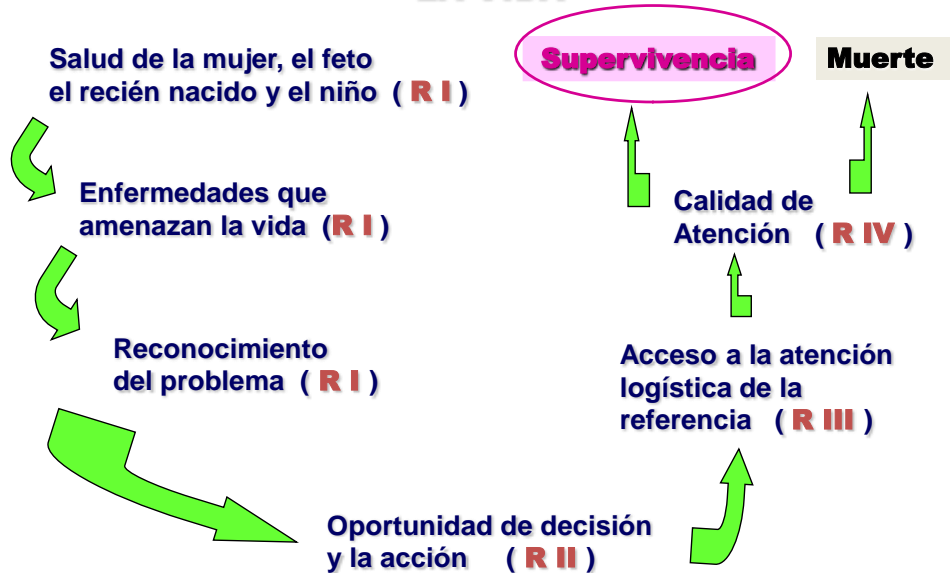 Salud de la mujer, el feto
el recién nacido y el niño ( R I )
Enfermedades que
amenazan la vida (R I )
Reconocimiento
del problema ( R I )
Oportunidad de decisión
y la acción ( R II )
Acceso a la atención
logística de la
referencia ( R III )
Calidad de
Atención ( R IV )
Supervivencia
Muerte